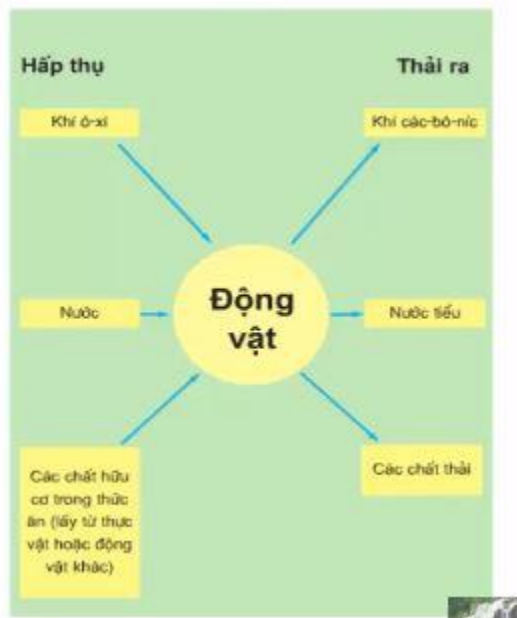 Hấp thụ
Thải ra
Khí ô-xi
Khí các-bô-níc
Động
vật
Nước
Nước tiểu
Các chất hữu
cơ trong thức
ăn (lấy từ thực
vật hoặc động
vật khác)
Các chất thải